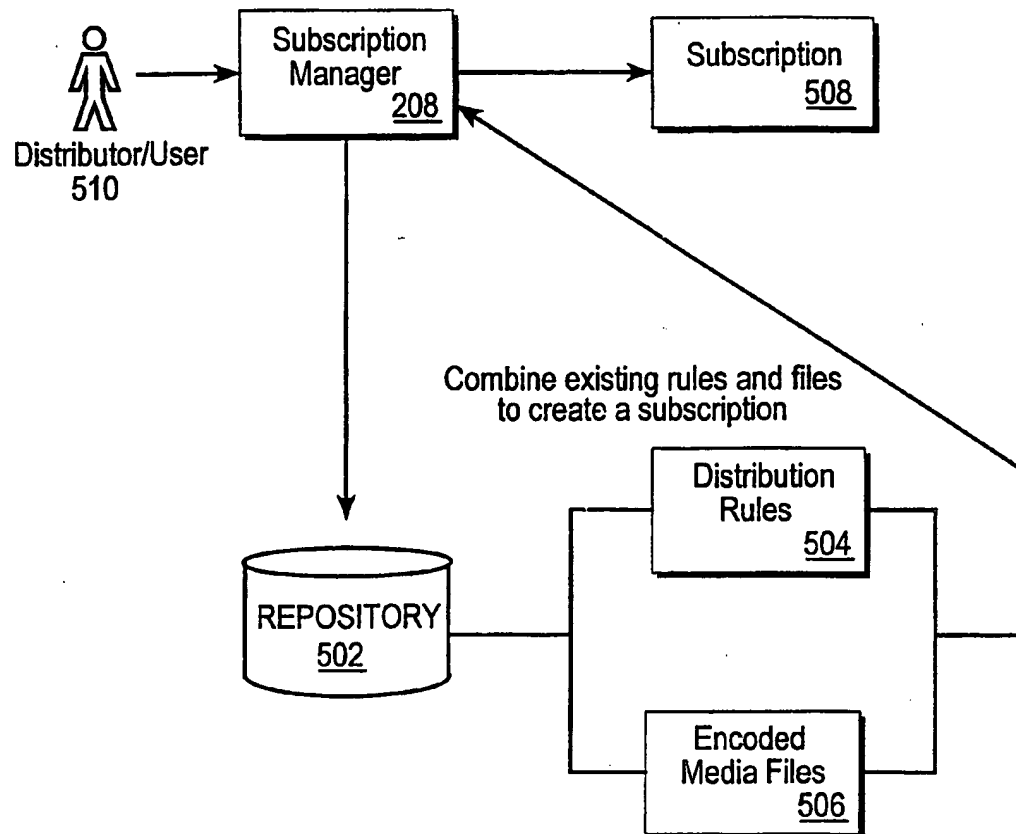 Subscription
Manager
208
Subscription
508
Distributor/User
510
Combine existing rules and files
to create a subscription
Distribution
Rules
504
REPOSITORY
502
Encoded
Media Files
506